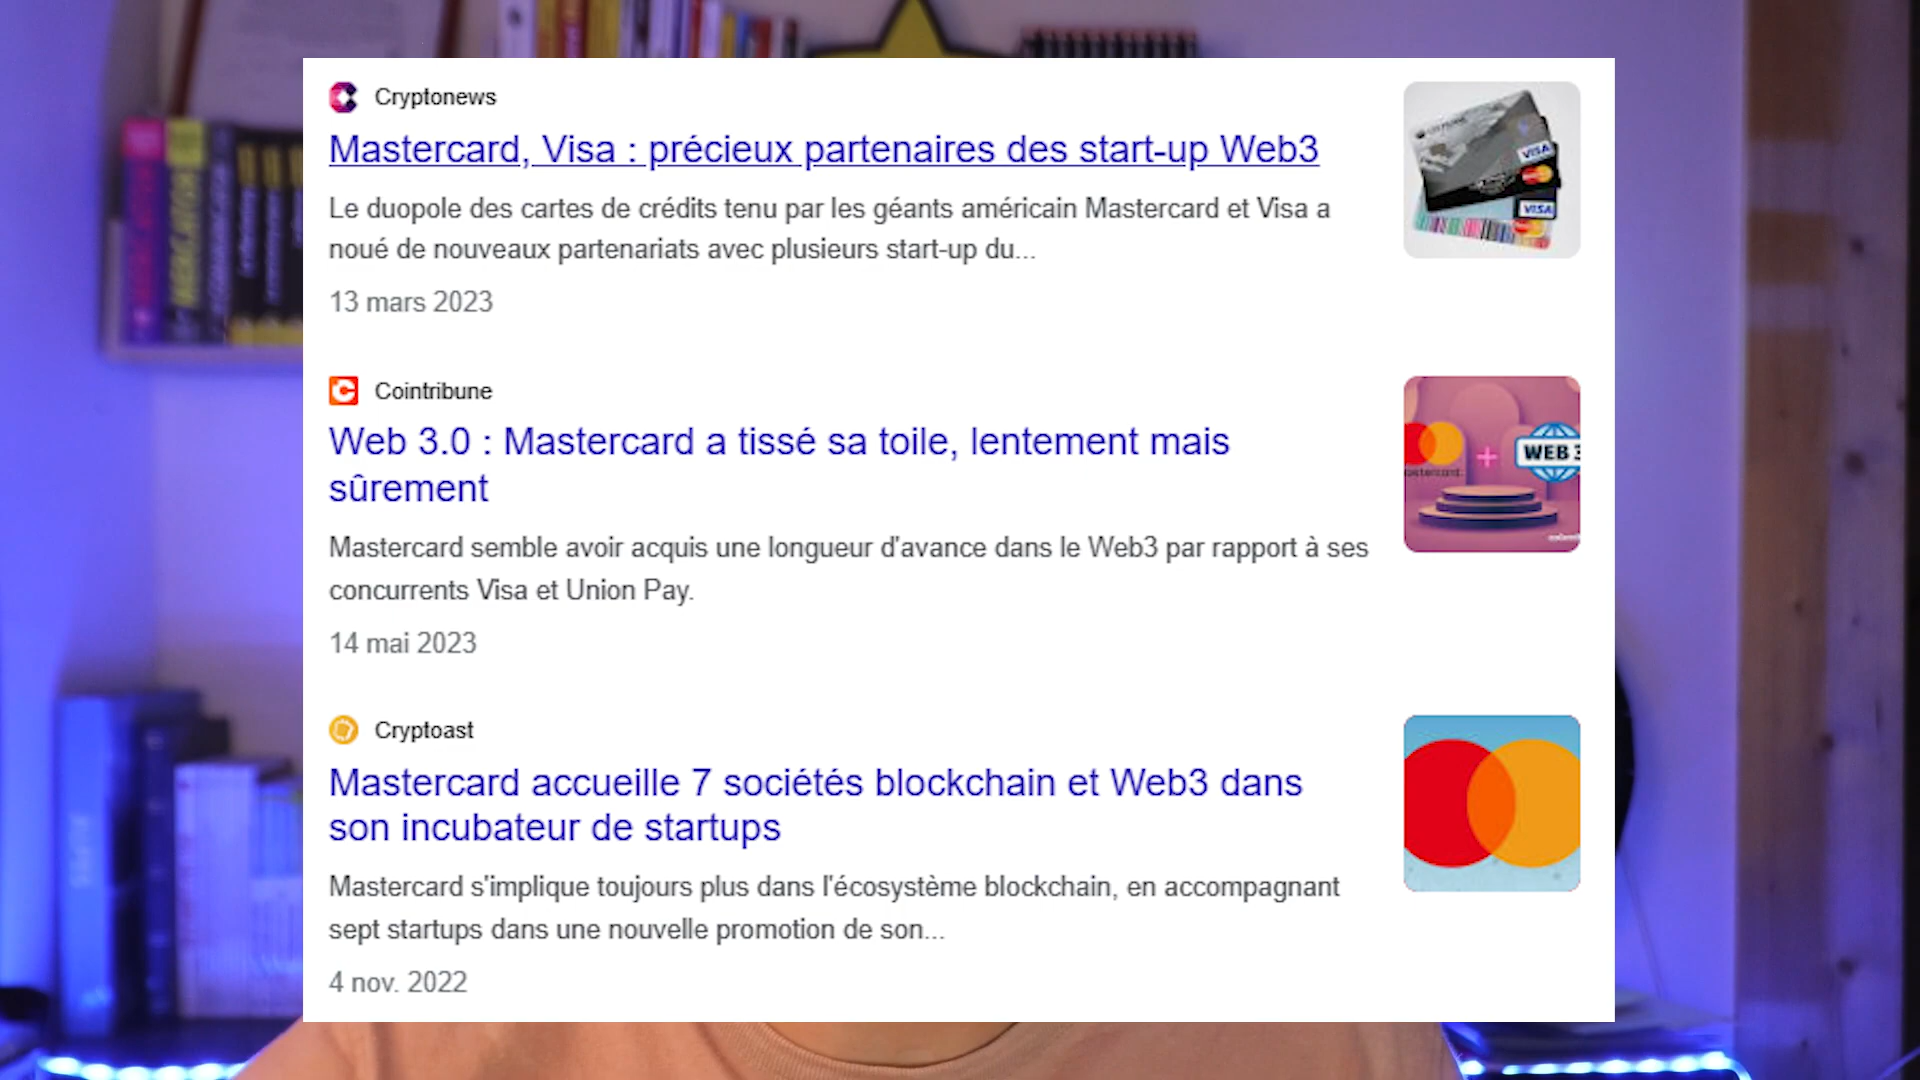 Cryptonews
Mastercard, Visa : précieux partenaires des start-up Web3
Le duopole des cartes de crédits tenu par les géants américain Mastercard et Visa a
noué de nouveaux partenariats avec plusieurs start-up du...
13 mars 2023
VISA
VISA
Cointribune
Web 3.0 : Mastercard a tissé sa toile, lentement mais
sûrement
Mastercard semble avoir acquis une longueur d'avance dans le Web3 par rapport à ses
concurrents Visa et Union Pay.
14 mai 2023
WEB 3
Cryptoast
Mastercard accueille 7 sociétés blockchain et Web3 dans
son incubateur de startups
Mastercard s'implique toujours plus dans l'écosystème blockchain, en accompagnant
sept startups dans une nouvelle promotion de son...
4 nov. 2022
MERCATOR